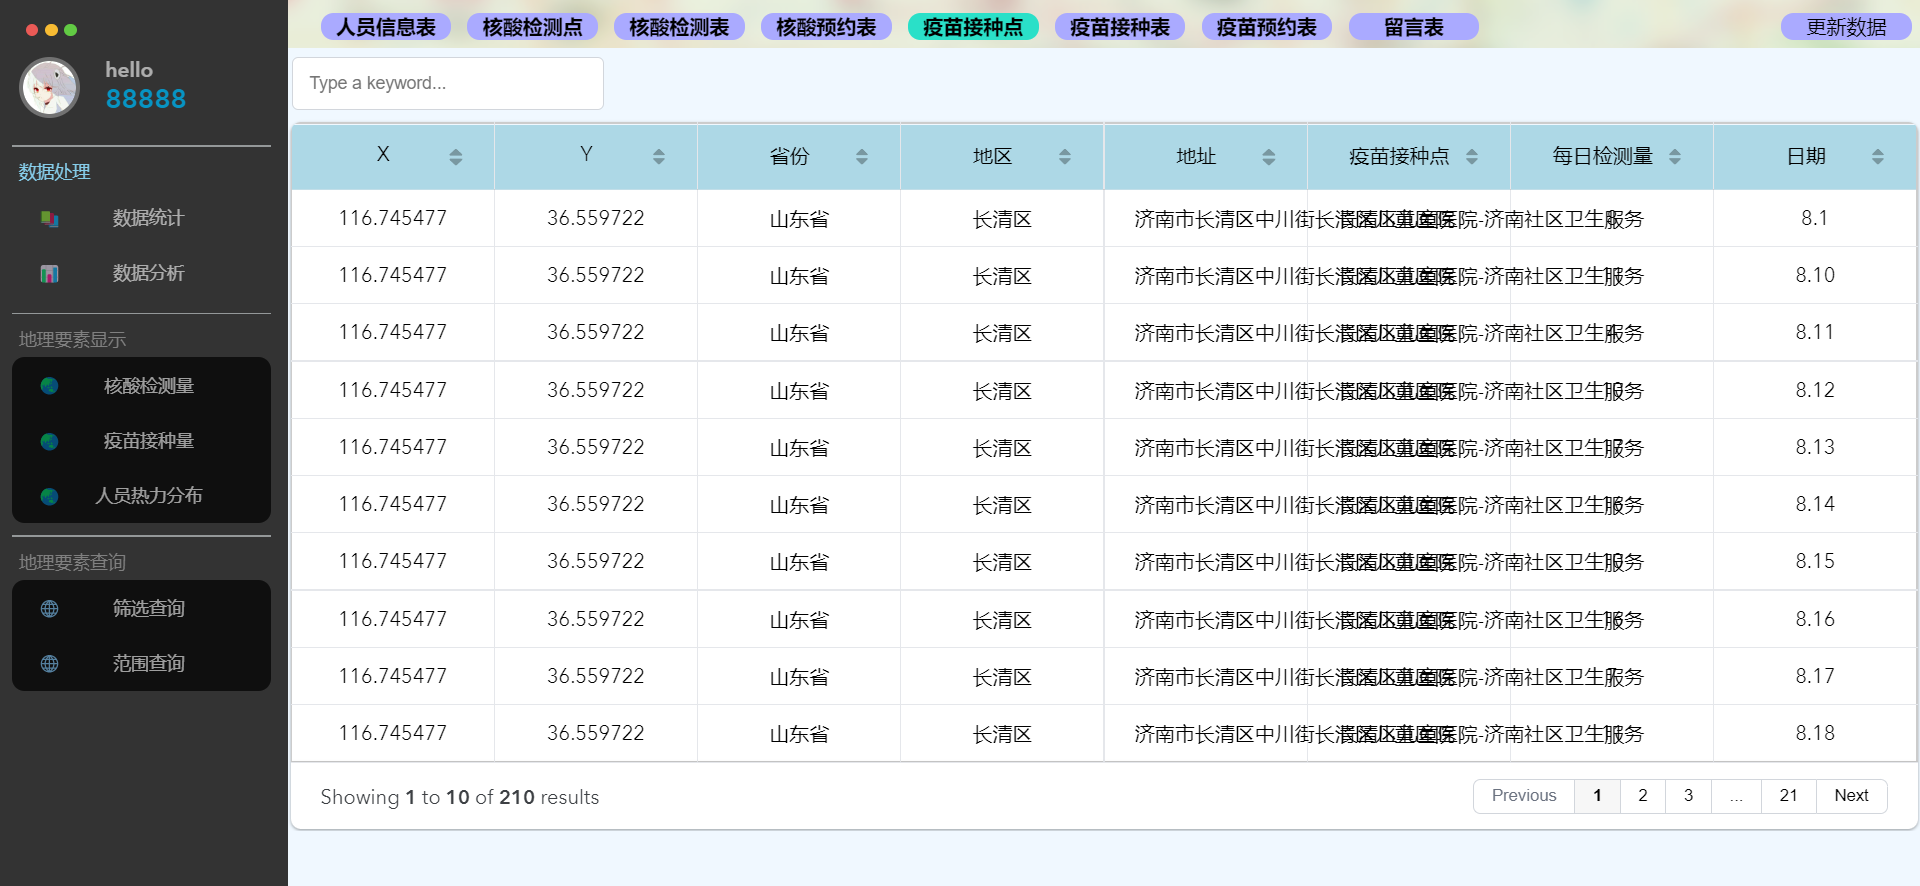 hello
88888
数据处理
数据统计
数据分析
地理要素显示
核酸检测量
疫苗接种量
人员热力分布
地理要素查询
筛选查询
范围查询
人员信息表 核酸检测点 核酸检测表 核酸预约表 疫苗接种点 疫苗接种表 疫苗预约表 留言表 更新数据
Type a keyword...
X Y 省份 地区 地址 疫苗接种点 每日检测量 日期
116.745477 36.559722 山东省 长清区 济南市长清区中川街长 医院-济南社区卫生服务 8.1
116.745477 36.559722 山东省 长清区 济南市长清区中川街长 医院-济南社区卫生服务 8.10
116.745477 36.559722 山东省 长清区 济南市长清区中川街长 医院-济南社区卫生服务 8.11
116.745477 36.559722 山东省 长清区 济南市长清区中川街长 医院-济南社区卫生服务 8.12
116.745477 36.559722 山东省 长清区 济南市长清区中川街长 医院-济南社区卫生服务 8.13
116.745477 36.559722 山东省 长清区 济南市长清区中川街长 医院-济南社区卫生服务 8.14
116.745477 36.559722 山东省 长清区 济南市长清区中川街长 医院-济南社区卫生服务 8.15
116.745477 36.559722 山东省 长清区 济南市长清区中川街长 医院-济南社区卫生服务 8.16
116.745477 36.559722 山东省 长清区 济南市长清区中川街长 医院-济南社区卫生服务 8.17
116.745477 36.559722 山东省 长清区 济南市长清区中川街长 医院-济南社区卫生服务 8.18
Showing 1 to 10 of 210 results
Previous 1 2 3 ... 21 Next